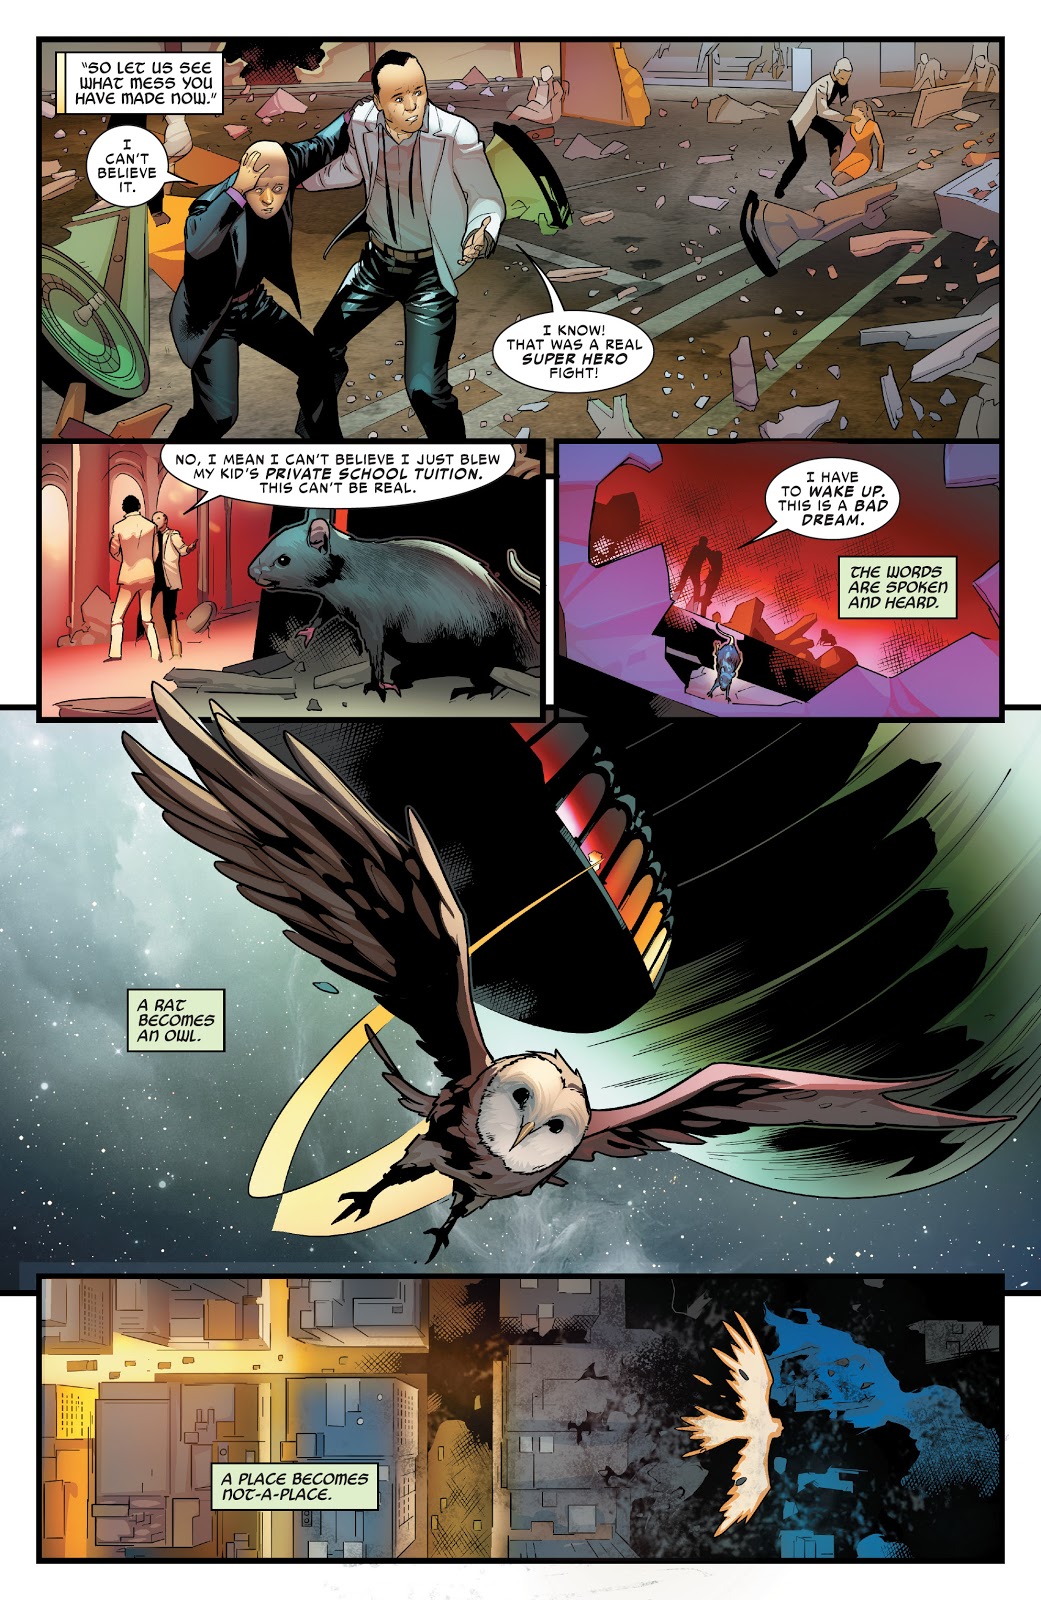 "SO LET US SEE
WHAT MESS YOU
HAVE MADE NOW."
I
CAN'T
BELIEVE
IT.
I KNOW!
THAT WAS A REAL
SUPER HERO
FIGHT!
NO, I MEAN I CAN'T BELIEVE I JUST BLEW
MY KID'S PRIVATE SCHOOL TUITION.
THIS CAN'T BE REAL.
I HAVE
TO WAKE UP.
THIS IS A BAD
DREAM.
THE WORDS
ARE SPOKEN
AND HEARD.
A RAT
BECOMES
AN OWL.
A PLACE BECOMES
NOT-A-PLACE.